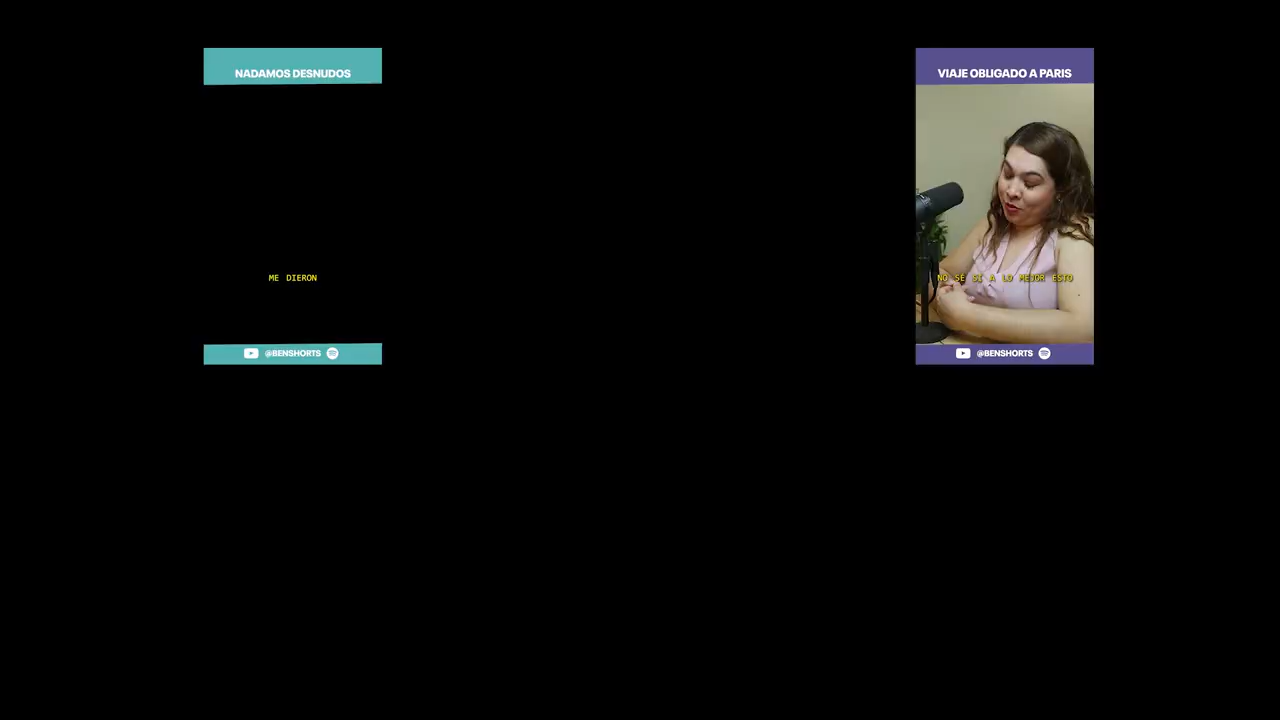 NADAMOS DESNUDOS
ME DIERON
@BENSHORTS
VIAJE OBLIGADO A PARIS
NO SÉ SI A LO MEJOR ESTO
@BENSHORTS